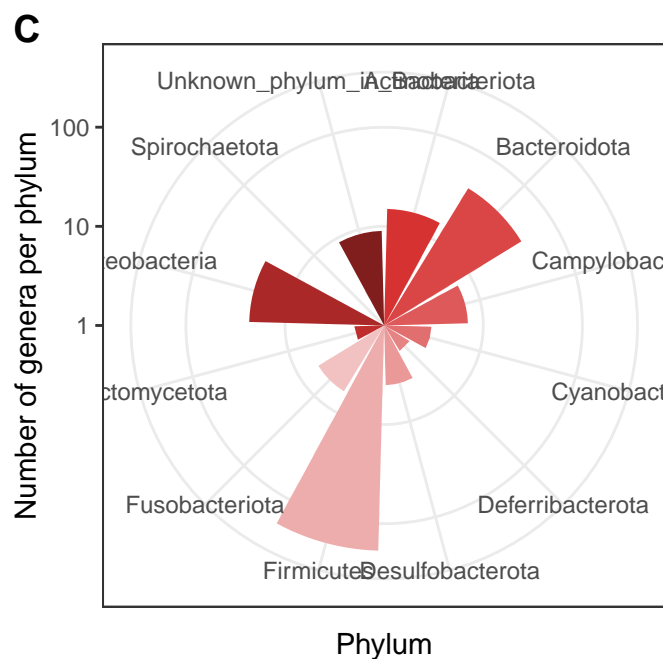 C
Unknown_phylum_in_Bacteria Actinobacteriota
100
Spirochaetota Bacteroidota
10
teobacteria Campylobac
1
ctomycetota Cyanobact
Fusobacteriota Deferribacterota
Firmicutes Desulfobacterota
Number of genera per phylum
Phylum